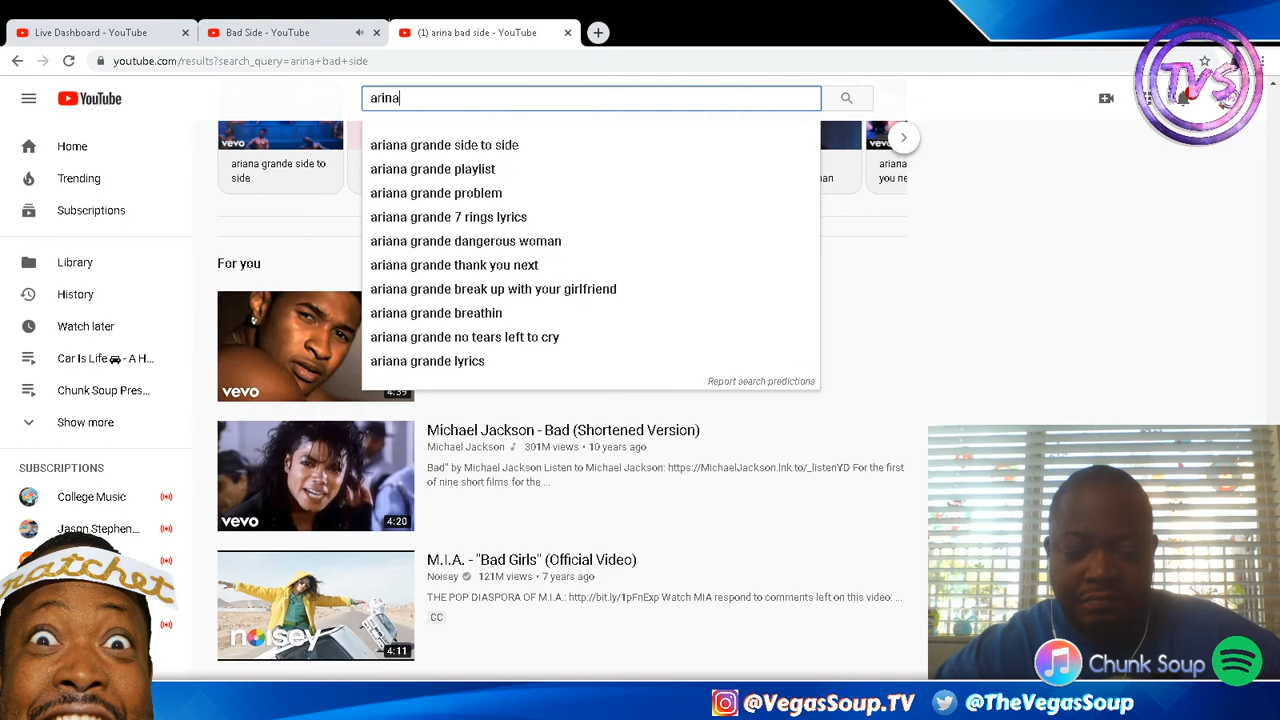 Live Dashboard - YouTube
Bad Side - YouTube
(1) arina bad side - YouTube
youtube.com/results?search_query=arina+bad+side
TVS
YouTube
arina
ariana grande side to side
ariana grande playlist
ariana grande problem
ariana grande 7 rings lyrics
ariana grande dangerous woman
ariana grande thank you next
ariana grande break up with your girlfriend
ariana grande breathin
ariana grande no tears left to cry
ariana grande lyrics
Report search predictions
vevo
ariana grande side to
side
you ne
Home
Trending
Subscriptions
Library
History
Watch later
Car Is Life - A H...
Chunk Soup Pres...
Show more
SUBSCRIPTIONS
College Music
Jason Stephen...
For you
vevo
4:39
Michael Jackson - Bad (Shortened Version)
Michael Jackson 301M views • 10 years ago
Bad" by Michael Jackson Listen to Michael Jackson: https://MichaelJackson.lnk.to/_listenYD For the first
of nine short films for the ...
vevo
4:20
M.I.A. - "Bad Girls" (Official Video)
Noisey 121M views • 7 years ago
THE POP DIASPORA OF M.I.A.: http://bit.ly/1pFnExp Watch MIA respond to comments left on this video: ...
CC
noisey
4:11
ratchet
Chunk Soup
@VegasSoup.TV
@TheVegasSoup